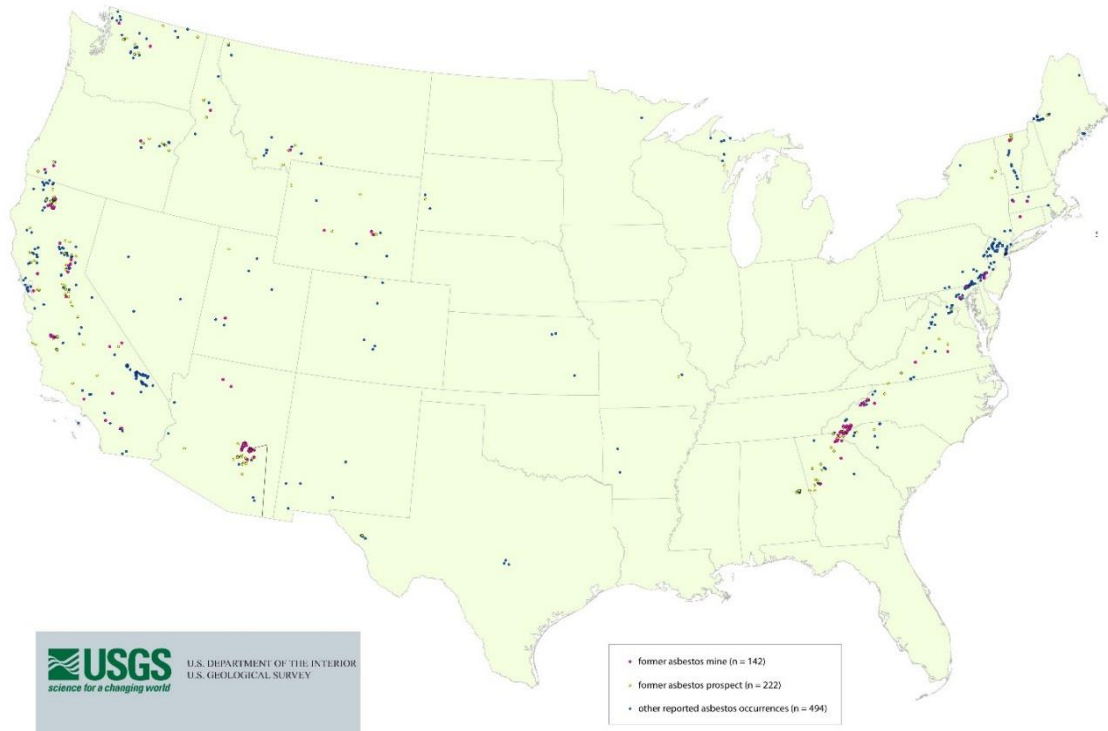 USGS
science for a changing world
U.S. DEPARTMENT OF THE INTERIOR
U.S. GEOLOGICAL SURVEY
former asbestos mine (n = 142)
former asbestos prospect (n = 222)
other reported asbestos occurrences (n = 494)